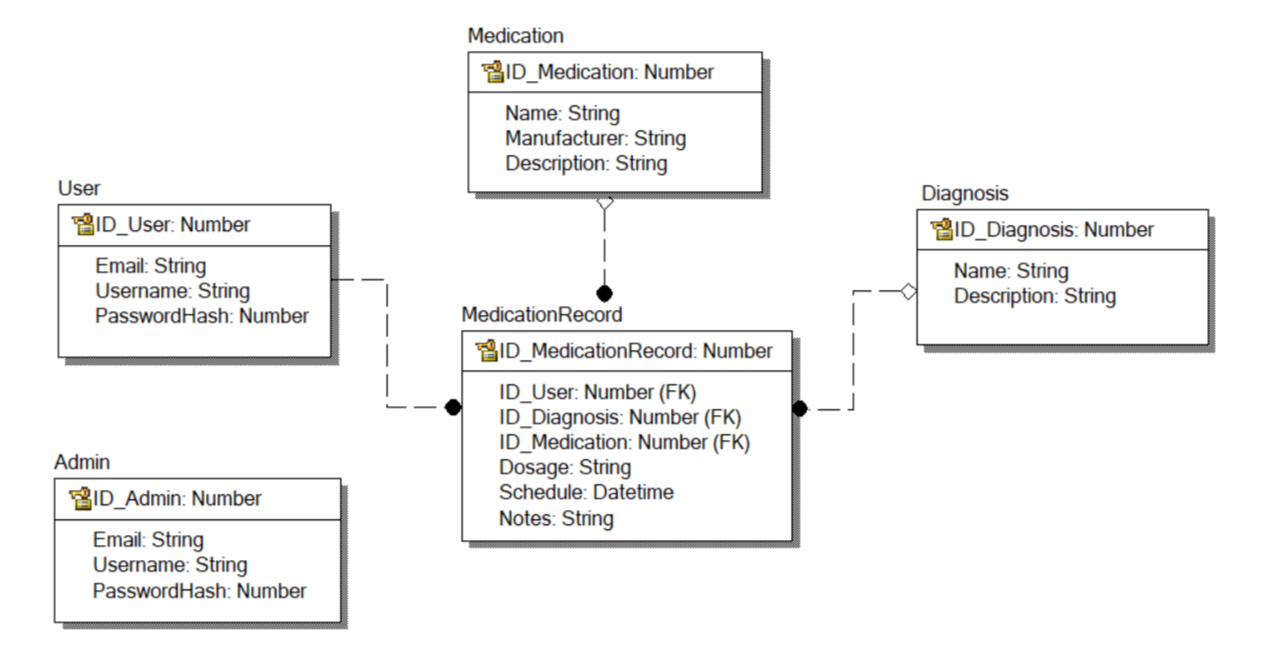 Medication
ID_Medication: Number
Name: String
Manufacturer: String
Description: String
User
ID_User: Number
Email: String
Username: String
PasswordHash: Number
Diagnosis
ID_Diagnosis: Number
Name: String
Description: String
MedicationRecord
ID_MedicationRecord: Number
ID_User: Number (FK)
ID_Diagnosis: Number (FK)
ID_Medication: Number (FK)
Dosage: String
Schedule: Datetime
Notes: String
Admin
ID_Admin: Number
Email: String
Username: String
PasswordHash: Number